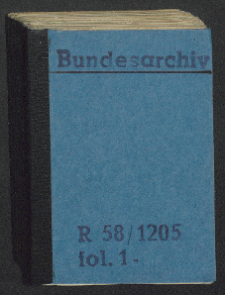 Bundesarchiv
R 58/1205
fol. 1-